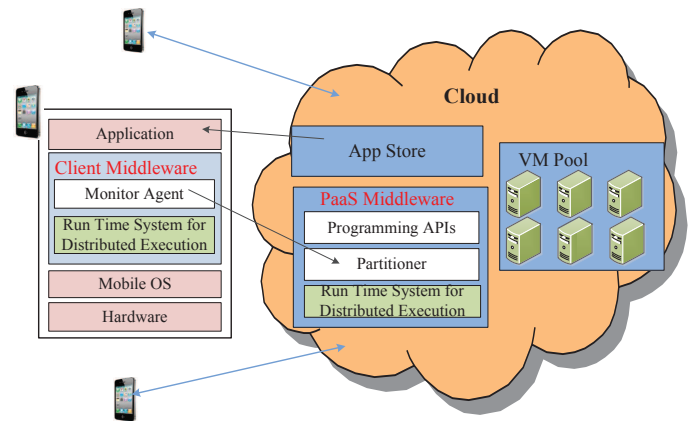 Cloud
Application
App Store
VM Pool
Client Middleware
Monitor Agent
Run Time System for
Distributed Execution
PaaS Middleware
Programming APIs
Partitioner
Run Time System for
Distributed Execution
Mobile OS
Hardware